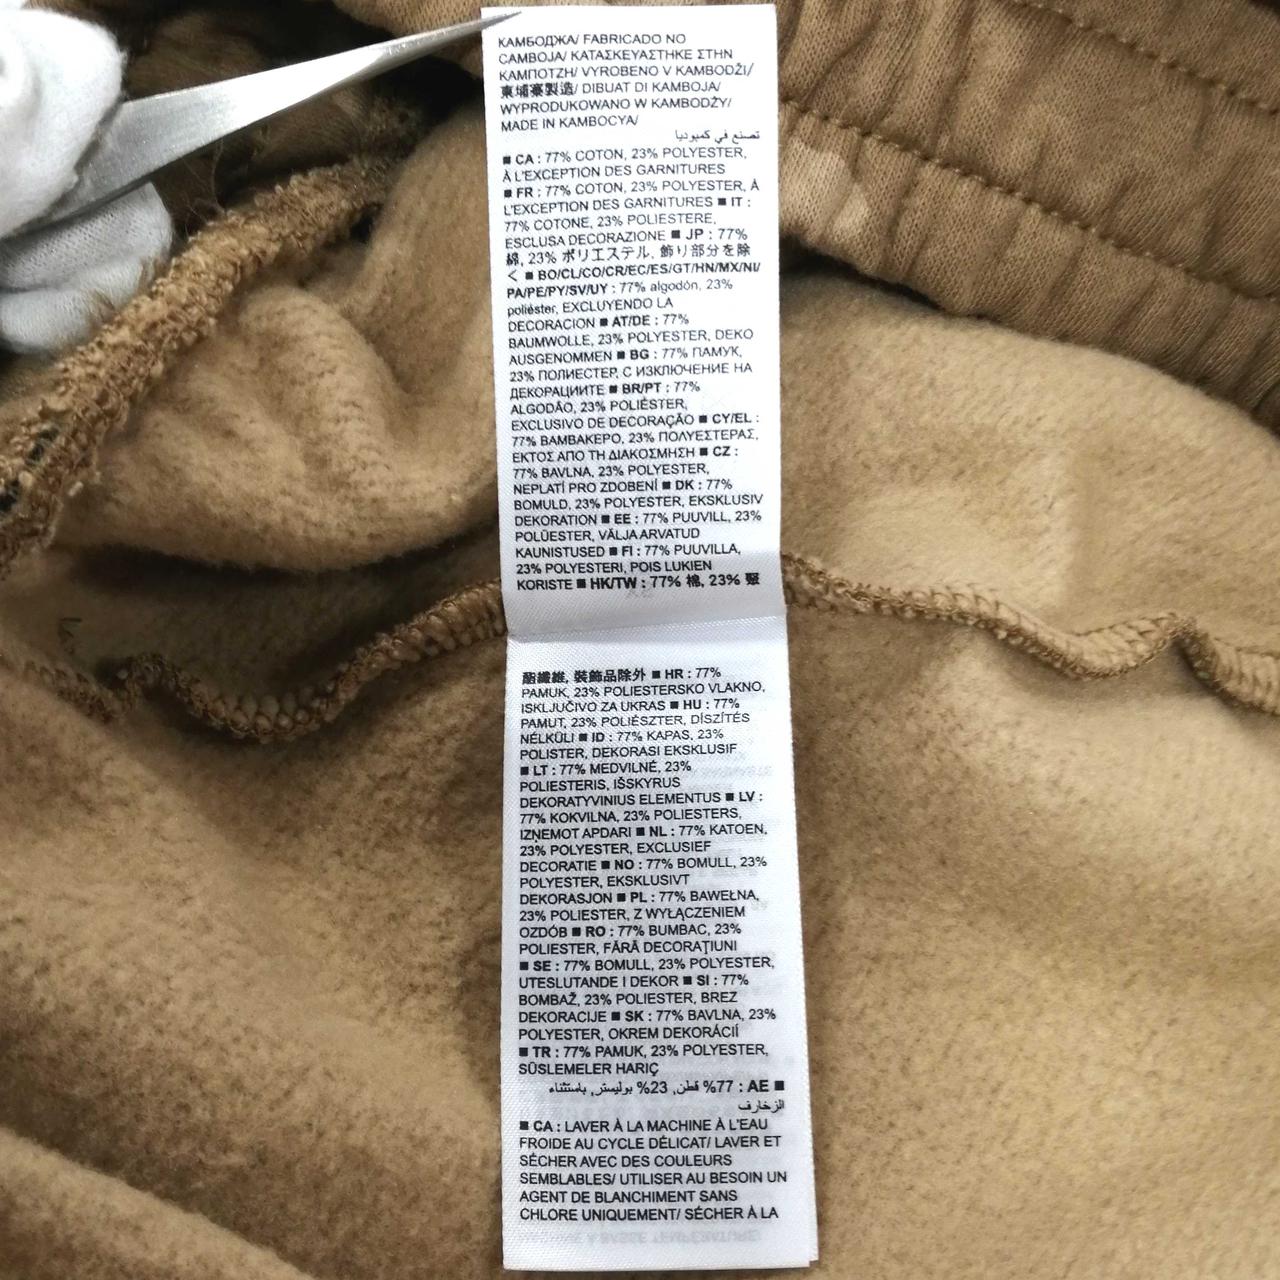 КАМБОДЖА/ FABRICADO NO
CAMBOJA/ ΚΑΤΑΣΚΕΥΑΣΤΗΚΕ ΣΤΗΝ
ΚΑΜΠΟΤΖΗ/ VYROBENO V KAMBODŽI/
柬埔寨製造/ DIBUAT DI KAMBOJA/
WYPRODUKOWANO W KAMBODŻY/
MADE IN KAMBOCYA/
تصنع في كمبوديا
■ CA : 77% COTON, 23% POLYESTER,
À L'EXCEPTION DES GARNITURES
■ FR : 77% COTON, 23% POLYESTER, À
L'EXCEPTION DES GARNITURES ■ IT :
77% COTONE, 23% POLIESTERE,
ESCLUSA DECORAZIONE ■ JP : 77%
綿, 23% ポリエステル, 飾り部分を除
く ■ BO/CL/CO/CR/EC/ES/GT/HN/MX/NI/
PA/PE/PY/SV/UY : 77% algodón, 23%
poliéster, EXCLUYENDO LA
DECORACION ■ AT/DE : 77%
BAUMWOLLE, 23% POLYESTER, DEKO
AUSGENOMMEN ■ BG : 77% ПАМУК,
23% ПОЛИЕСТЕР, С ИЗКЛЮЧЕНИЕ НА
ДЕКОРАЦИИТЕ ■ BR/PT : 77%
ALGODÃO, 23% POLIÉSTER,
EXCLUSIVO DE DECORAÇÃO ■ CY/EL :
77% ΒΑΜΒΑΚΕΡΟ, 23% ΠΟΛΥΕΣΤΕΡΑΣ,
ΕΚΤΟΣ ΑΠΟ ΤΗ ΔΙΑΚΟΣΜΗΣΗ ■ CZ :
77% BAVLNA, 23% POLYESTER,
NEPLATÍ PRO ZDOBENÍ ■ DK : 77%
BOMULD, 23% POLYESTER, EKSKLUSIV
DEKORATION ■ EE : 77% PUUVILL, 23%
POLÜESTER, VÄLJA ARVATUD
KAUNISTUSED ■ FI : 77% PUUVILLA,
23% POLYESTERI, POIS LUKIEN
KORISTE ■ HK/TW : 77% 棉, 23% 聚
酯纖維, 裝飾品除外 ■ HR : 77%
PAMUK, 23% POLIESTERSKO VLAKNO,
ISKLJUČIVO ZA UKRAS ■ HU : 77%
PAMUT, 23% POLIÉSZTER, DÍSZÍTÉS
NÉLKÜLI ■ ID : 77% KAPAS, 23%
POLISTER, DEKORASI EKSKLUSIF
■ LT : 77% MEDVILNĖ, 23%
POLIESTERIS, IŠSKYRUS
DEKORATYVINIUS ELEMENTUS ■ LV :
77% KOKVILNA, 23% POLIESTERS,
IZŅEMOT APDARI ■ NL : 77% KATOEN,
23% POLYESTER, EXCLUSIEF
DECORATIE ■ NO : 77% BOMULL, 23%
POLYESTER, EKSKLUSIVT
DEKORASJON ■ PL : 77% BAWEŁNA,
23% POLIESTER, Z WYŁĄCZENIEM
OZDÓB ■ RO : 77% BUMBAC, 23%
POLIESTER, FĂRĂ DECORAŢIUNI
■ SE : 77% BOMULL, 23% POLYESTER,
UTESLUTANDE I DEKOR ■ SI : 77%
BOMBAŽ, 23% POLIESTER, BREZ
DEKORACIJE ■ SK : 77% BAVLNA, 23%
POLYESTER, OKREM DEKORÁCIÍ
■ TR : 77% PAMUK, 23% POLYESTER,
SÜSLEMELER HARIÇ
■ AE : 77% قطن, 23% بوليستر, باستثناء
الزخارف
■ CA : LAVER À LA MACHINE À L'EAU
FROIDE AU CYCLE DÉLICAT/ LAVER ET
SÉCHER AVEC DES COULEURS
SEMBLABLES/ UTILISER AU BESOIN UN
AGENT DE BLANCHIMENT SANS
CHLORE UNIQUEMENT/ SÉCHER À LA